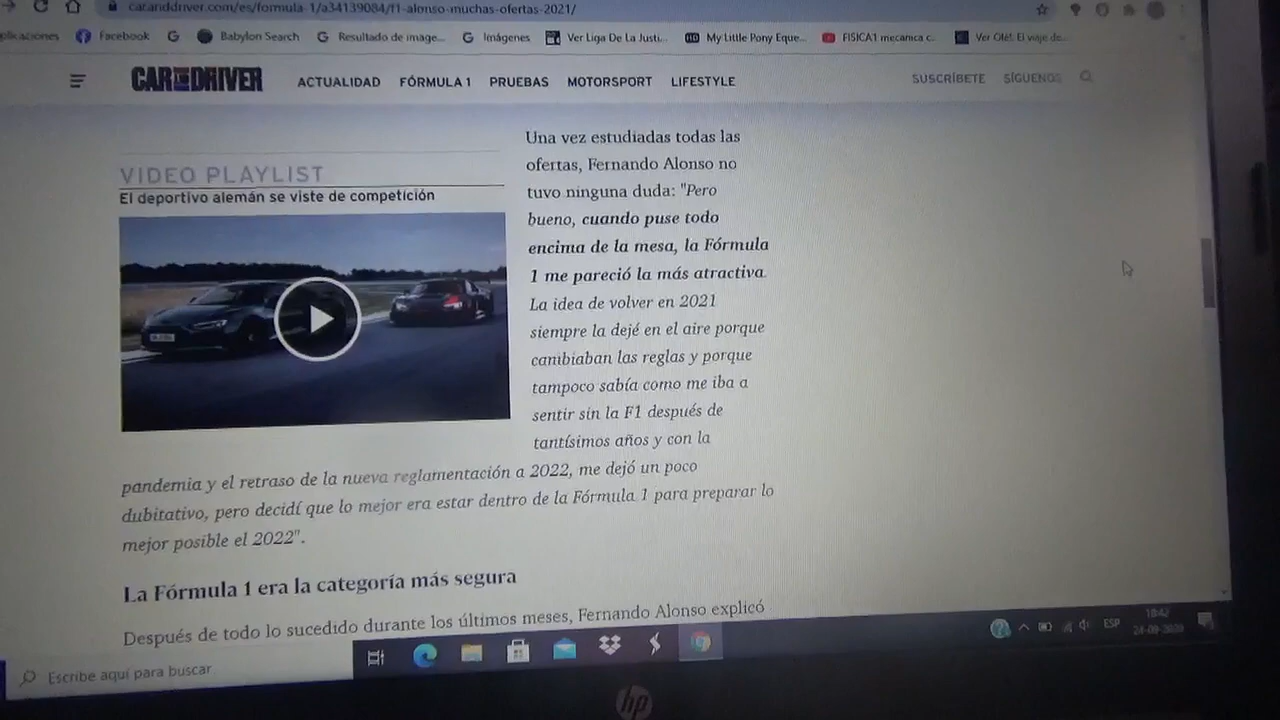 caranddriver.com/es/formula-1/a34139084/f1-alonso-muchas-ofertas-2021/
plicaciones Facebook Babylon Search Resultado de image... Imágenes Ver Liga De La Justi... My Little Pony Eque... FISICA1 mecanica c... Ver Olé! El viaje de...
CAR AND DRIVER ACTUALIDAD FÓRMULA 1 PRUEBAS MOTORSPORT LIFESTYLE SUSCRÍBETE SÍGUENOS
VIDEO PLAYLIST
El deportivo alemán se viste de competición
Una vez estudiadas todas las
ofertas, Fernando Alonso no
tuvo ninguna duda: "Pero
bueno, cuando puse todo
encima de la mesa, la Fórmula
1 me pareció la más atractiva.
La idea de volver en 2021
siempre la dejé en el aire porque
cambiaban las reglas y porque
tampoco sabía como me iba a
sentir sin la F1 después de
tantísimos años y con la
pandemia y el retraso de la nueva reglamentación a 2022, me dejó un poco
dubitativo, pero decidí que lo mejor era estar dentro de la Fórmula 1 para preparar lo
mejor posible el 2022".
La Fórmula 1 era la categoría más segura
Después de todo lo sucedido durante los últimos meses, Fernando Alonso explicó
Escribe aquí para buscar
ESP
hp